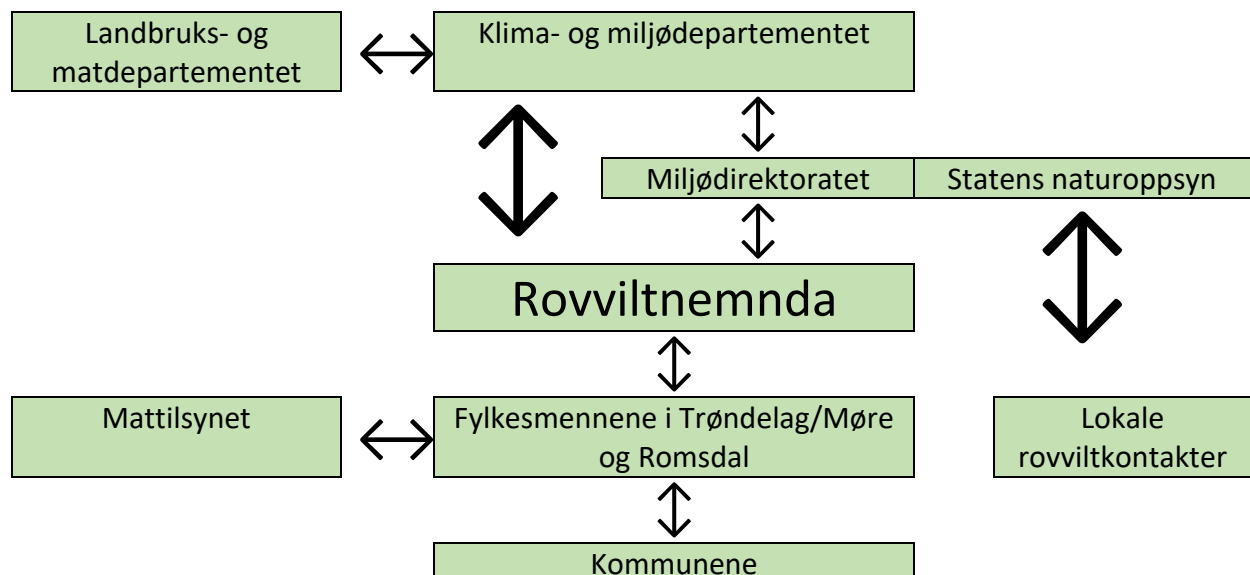 Landbruks- og
matdepartementet
Klima- og miljødepartementet
Miljødirektoratet
Statens naturoppsyn
Rovviltnemnda
Mattilsynet
Fylkesmennene i Trøndelag/Møre
og Romsdal
Lokale
rovviltkontakter
Kommunene